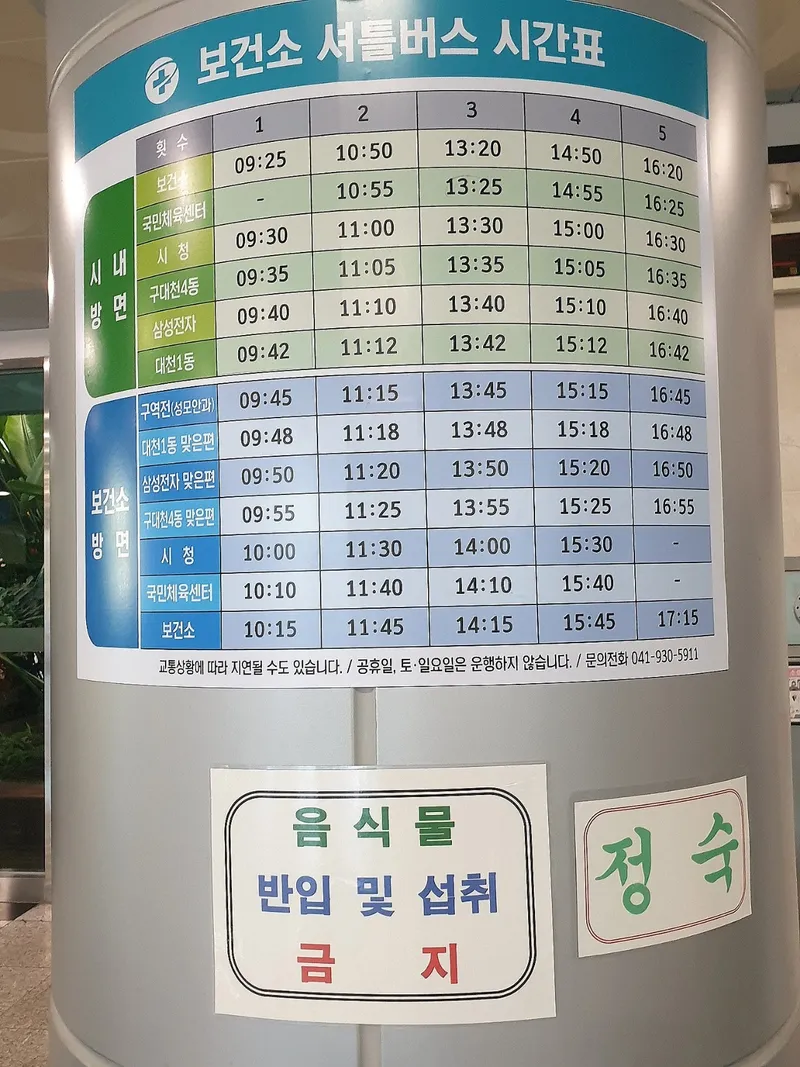 보건소 셔틀버스 시간표
횟 수 1 2 3 4 5
시 내 방 면
보건소 09:25 10:50 13:20 14:50 16:20
국민체육센터 - 10:55 13:25 14:55 16:25
시 청 09:30 11:00 13:30 15:00 16:30
구대천4동 09:35 11:05 13:35 15:05 16:35
삼성전자 09:40 11:10 13:40 15:10 16:40
대천1동 09:42 11:12 13:42 15:12 16:42
보건소 방 면
구역전(성모안과) 09:45 11:15 13:45 15:15 16:45
대천1동 맞은편 09:48 11:18 13:48 15:18 16:48
삼성전자 맞은편 09:50 11:20 13:50 15:20 16:50
구대천4동 맞은편 09:55 11:25 13:55 15:25 16:55
시 청 10:00 11:30 14:00 15:30 -
국민체육센터 10:10 11:40 14:10 15:40 -
보건소 10:15 11:45 14:15 15:45 17:15
교통상황에 따라 지연될 수도 있습니다. / 공휴일, 토·일요일은 운행하지 않습니다. / 문의전화 041-930-5911
음 식 물
반입 및 섭취
금 지
정 숙